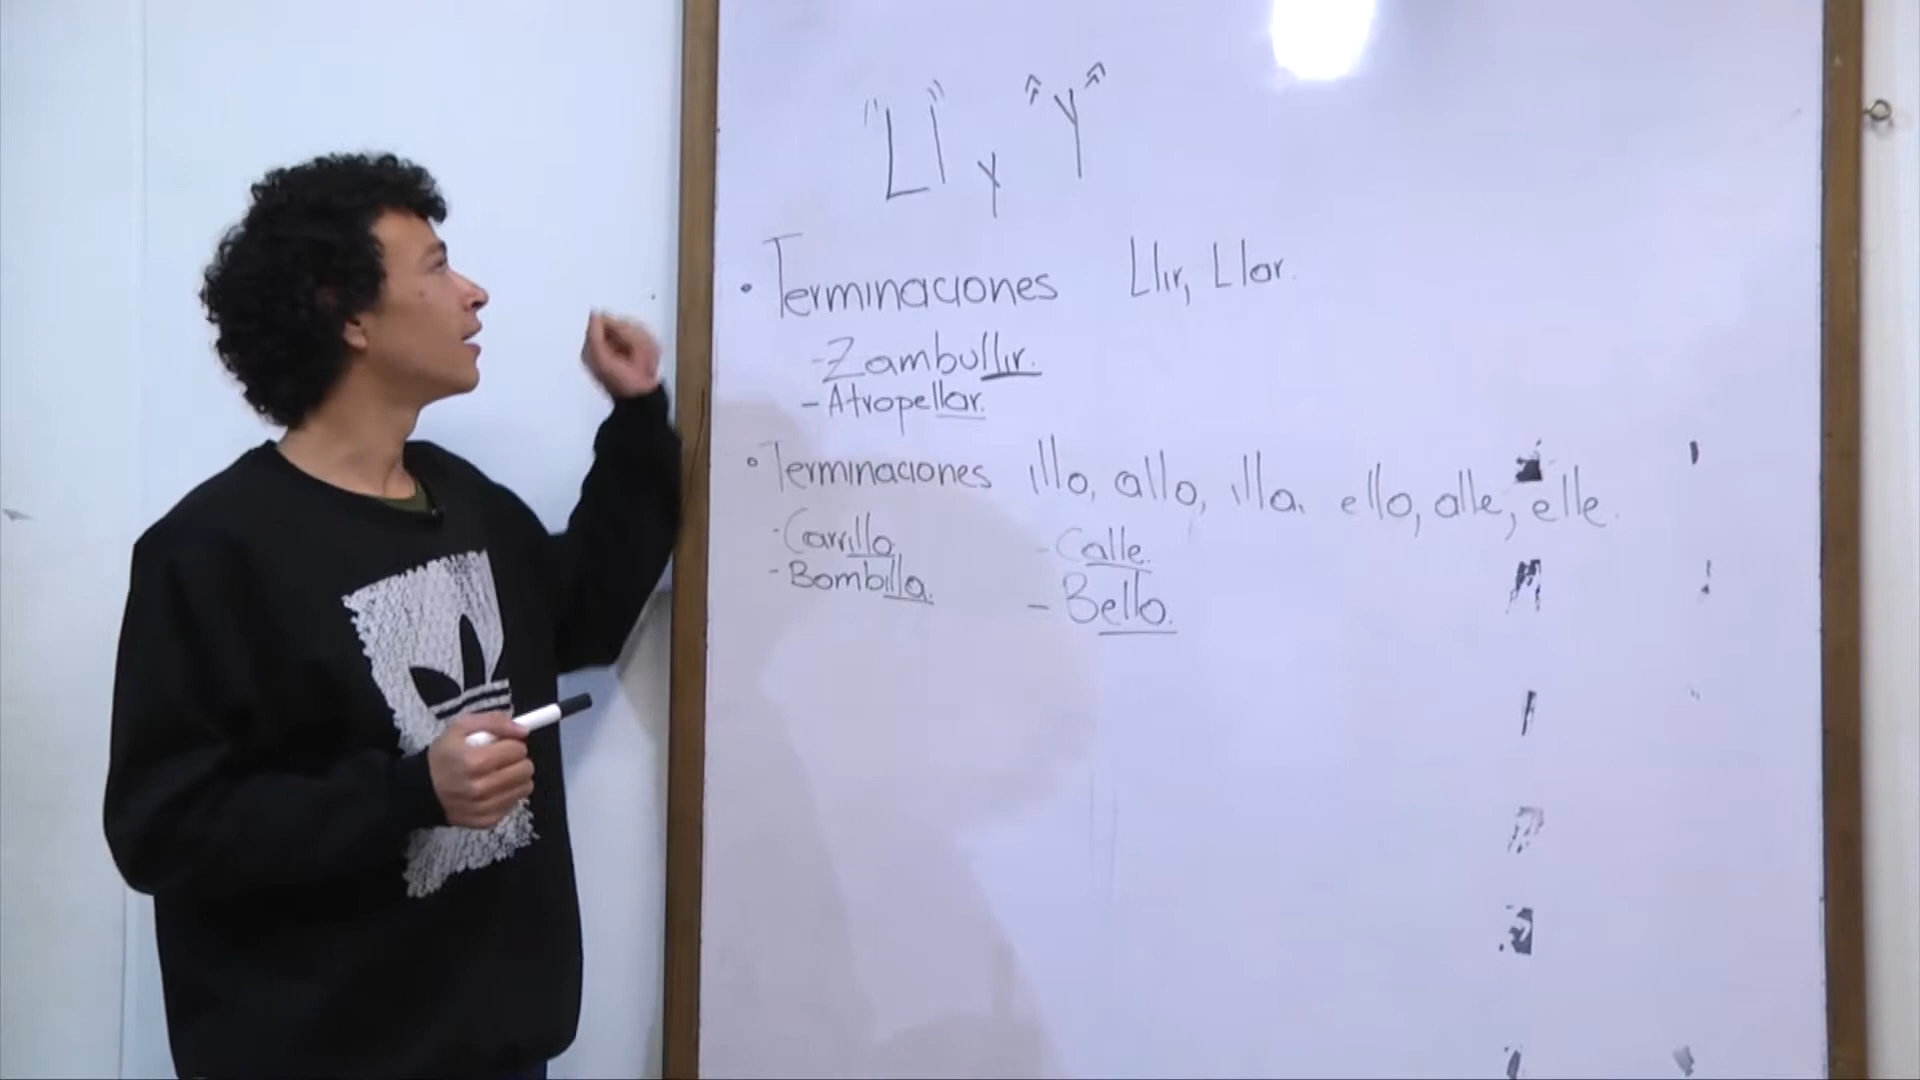 "Ll" y "Y"
• Terminaciones Llir, Llar.
- Zambullir.
- Atropellar.
• Terminaciones illo, allo, illa. ello, alle, elle.
- Carrillo - Calle.
- Bombilla. - Bello.